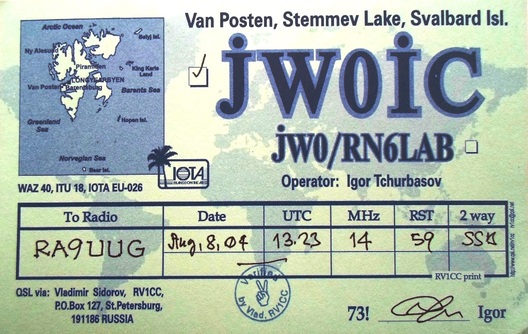 Van Posten, Stemmev Lake, Svalbard Isl.
Arctic Ocean
Belyj Isl.
Ny Alesund
Piramiden
King Karls
Land
LONGYEARBYEN
Van Posten
Barentsburg
Barents Sea
Greenland
Sea
Hopen Isl.
Norwegian Sea
Bear Isl.
✓
JW0IC
JW0/RN6LAB
IOTA
Operator: Igor Tchurbasov
WAZ 40, ITU 18, IOTA EU-026
To Radio Date UTC MHz RST 2 way
RA9UUG Aug, 8, 04 13.23 14 59 SSB
RV1CC print
QSL via: Vladimir Sidorov, RV1CC,
P.O.Box 127, St.Petersburg,
191186 RUSSIA
Verified
by Vlad. RV1CC
73! Igor